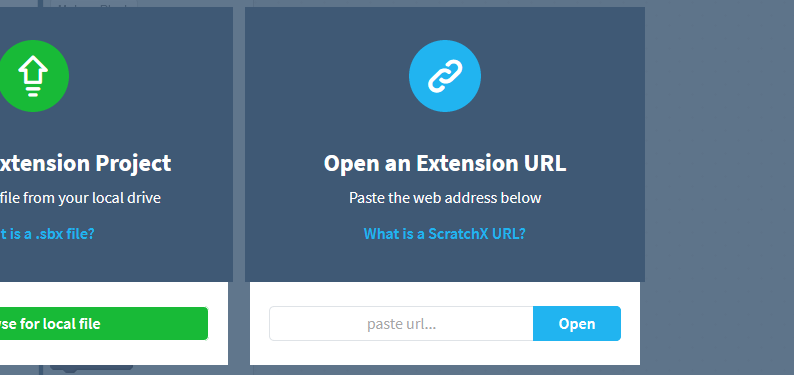 xtension Project
file from your local drive
t is a .sbx file?
se for local file
Open an Extension URL
Paste the web address below
What is a ScratchX URL?
paste url...
Open